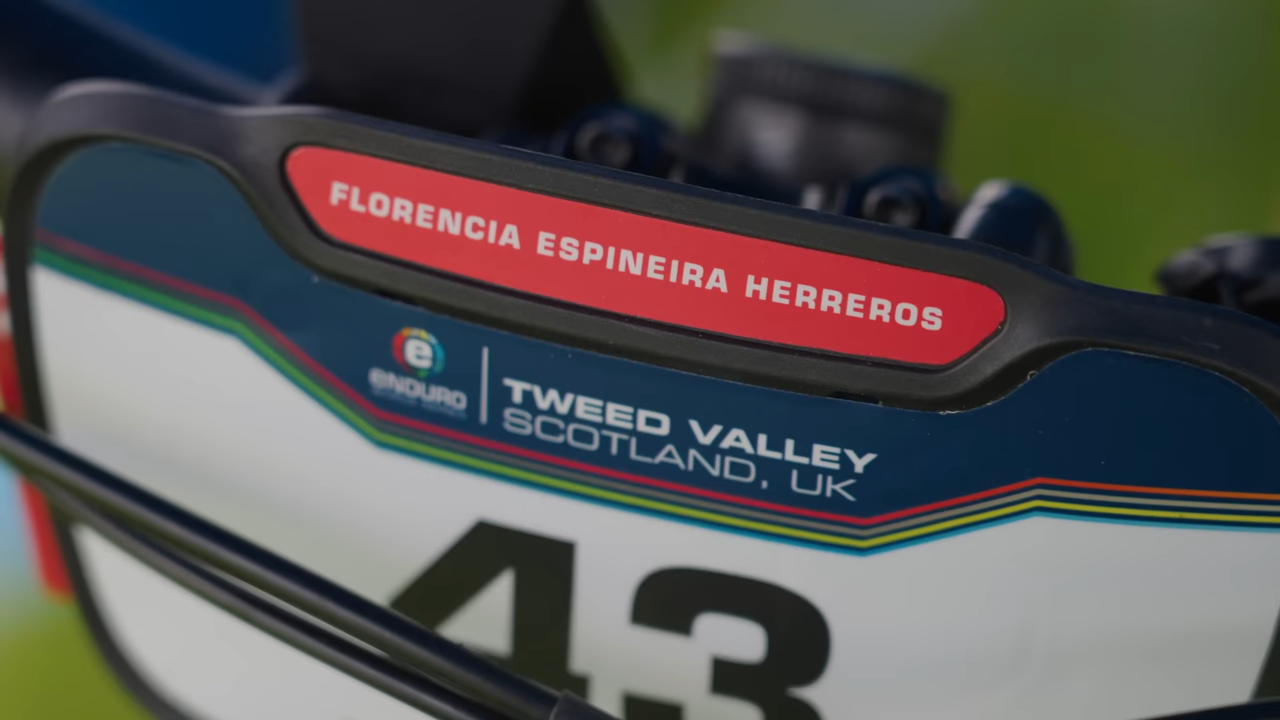 FLORENCIA ESPINEIRA HERREROS
e
eNDURO
TWEED VALLEY
SCOTLAND, UK
43